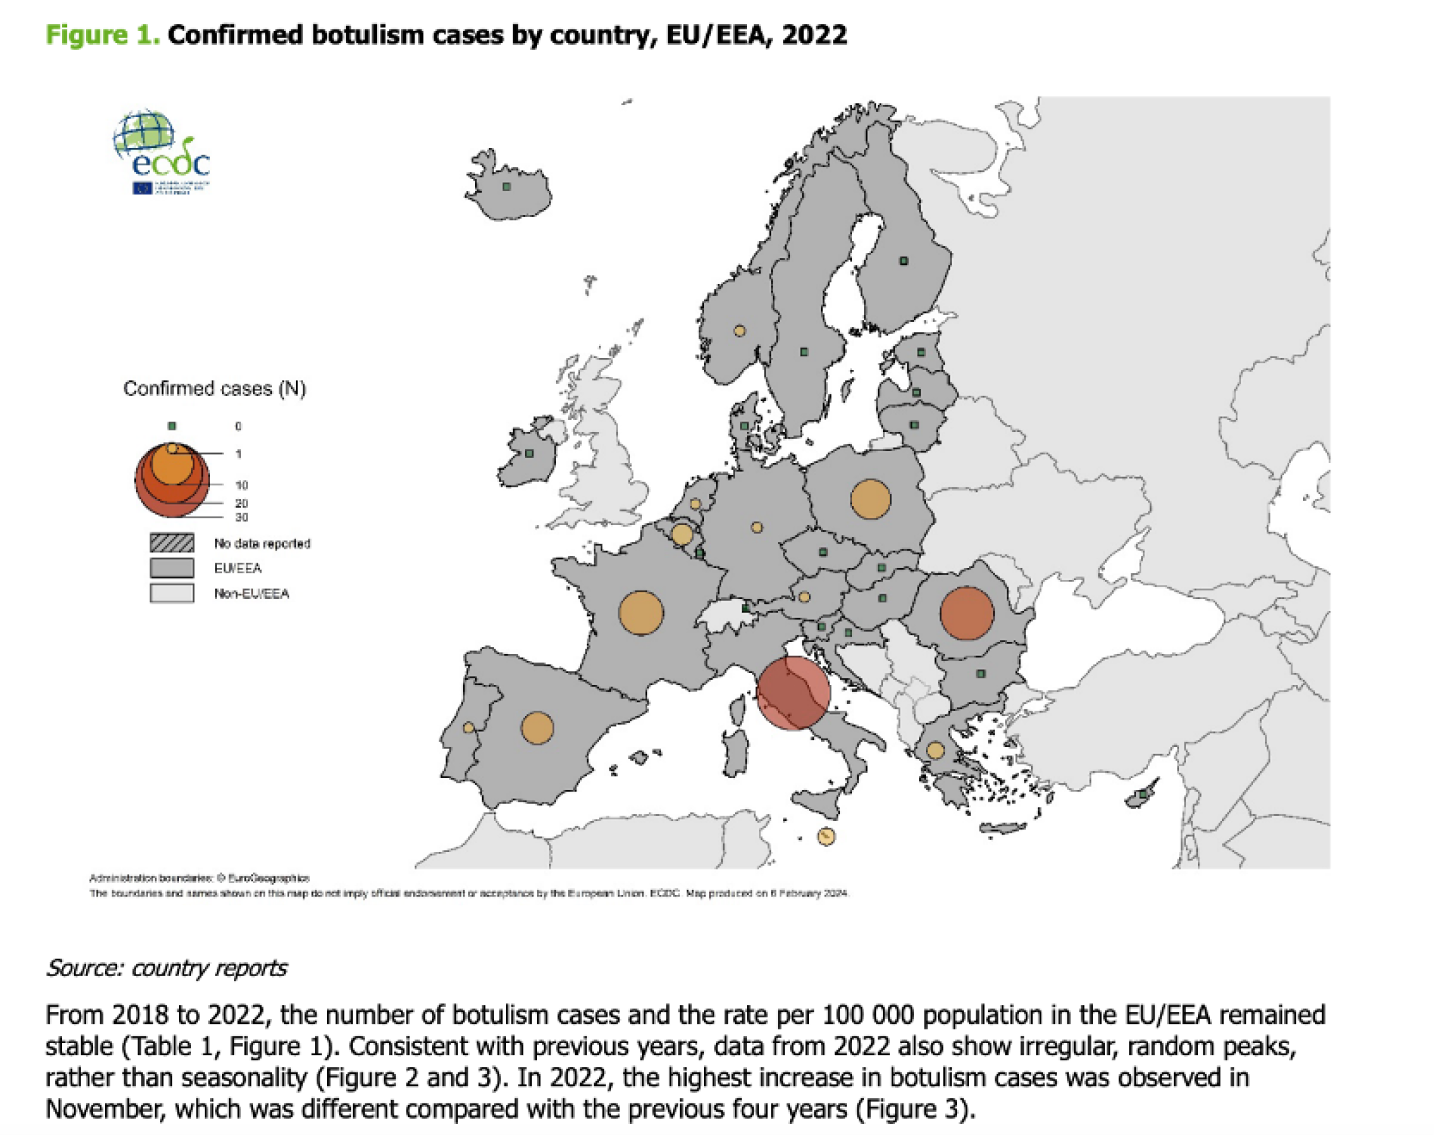 Figure 1. Confirmed botulism cases by country, EU/EEA, 2022
ecdc
Confirmed cases (N)
0
1
10
20
30
No data reported
EU/EEA
Non-EU/EEA
Administration boundaries: © EuroGeographics
The boundaries and names shown on this map do not imply official endorsement or acceptance by the European Union. ECDC. Map produced on 6 February 2024.
Source: country reports
From 2018 to 2022, the number of botulism cases and the rate per 100 000 population in the EU/EEA remained
stable (Table 1, Figure 1). Consistent with previous years, data from 2022 also show irregular, random peaks,
rather than seasonality (Figure 2 and 3). In 2022, the highest increase in botulism cases was observed in
November, which was different compared with the previous four years (Figure 3).